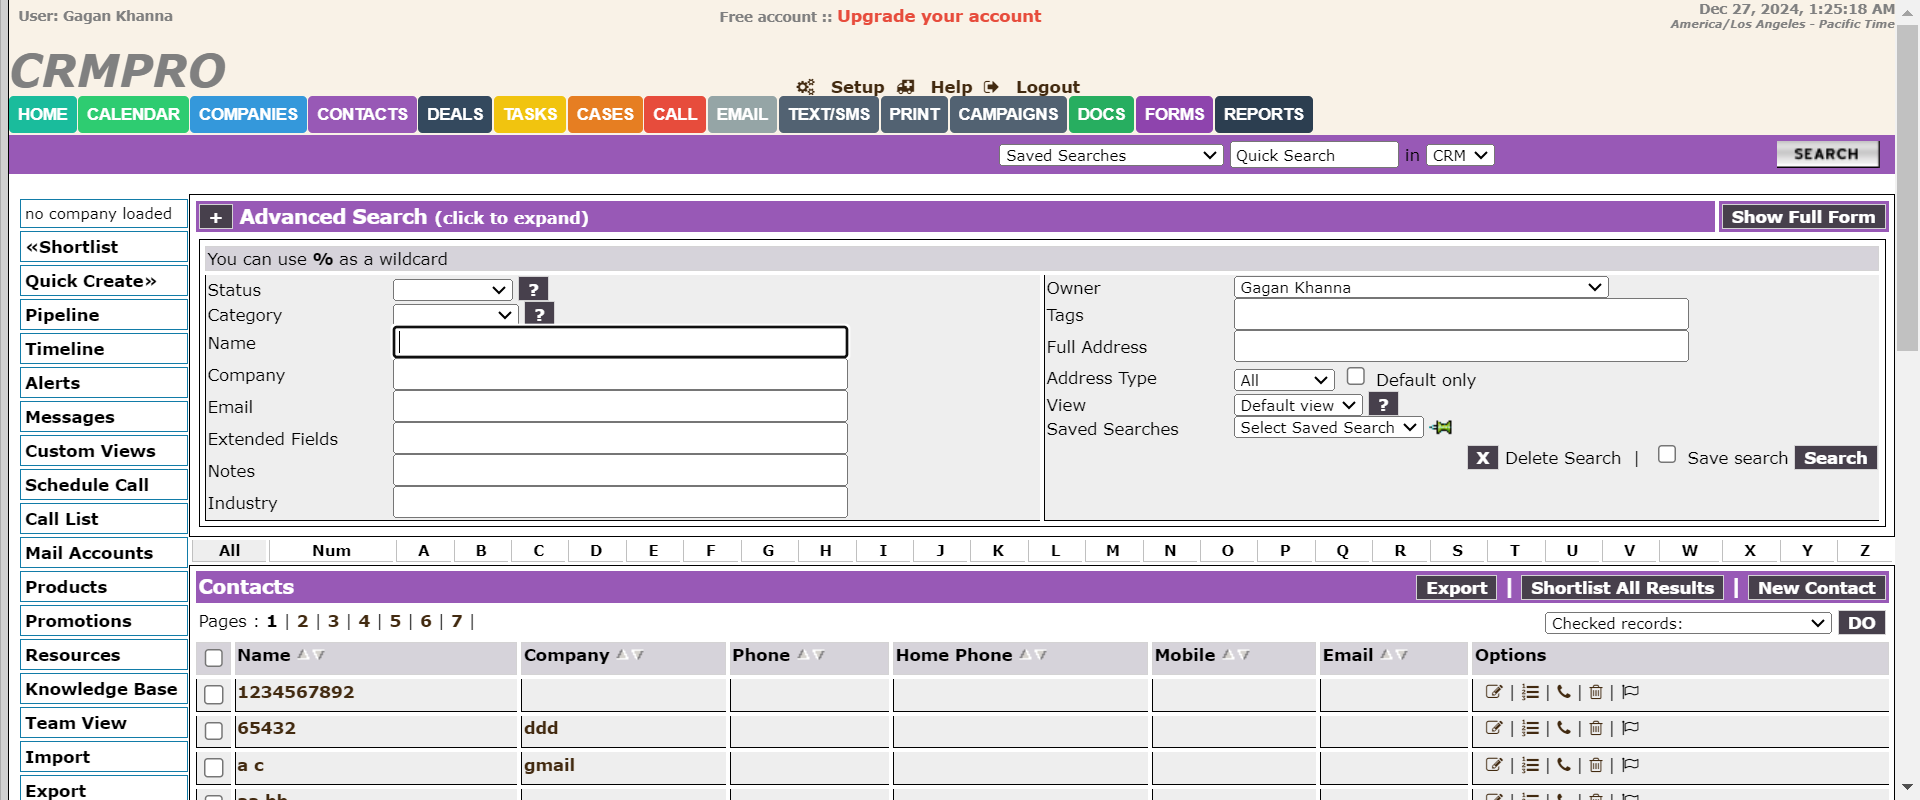 User: Gagan Khanna
Free account :: Upgrade your account
Dec 27, 2024, 1:25:18 AM
America/Los Angeles - Pacific Time
CRMPRO
Setup Help Logout
HOME CALENDAR COMPANIES CONTACTS DEALS TASKS CASES CALL EMAIL TEXT/SMS PRINT CAMPAIGNS DOCS FORMS REPORTS
Saved Searches Quick Search in CRM SEARCH
no company loaded
«Shortlist
Quick Create»
Pipeline
Timeline
Alerts
Messages
Custom Views
Schedule Call
Call List
Mail Accounts
Products
Promotions
Resources
Knowledge Base
Team View
Import
Export
+ Advanced Search (click to expand) Show Full Form
You can use % as a wildcard
Status ?
Category ?
Name
Company
Email
Extended Fields
Notes
Industry
Owner Gagan Khanna
Tags
Full Address
Address Type All Default only
View Default view ?
Saved Searches Select Saved Search
X Delete Search | Save search Search
All Num A B C D E F G H I J K L M N O P Q R S T U V W X Y Z
Contacts Export | Shortlist All Results | New Contact
Pages : 1 | 2 | 3 | 4 | 5 | 6 | 7 | Checked records: DO
Name Company Phone Home Phone Mobile Email Options
1234567892 | | | |
65432 ddd | | | |
a c gmail | | | |